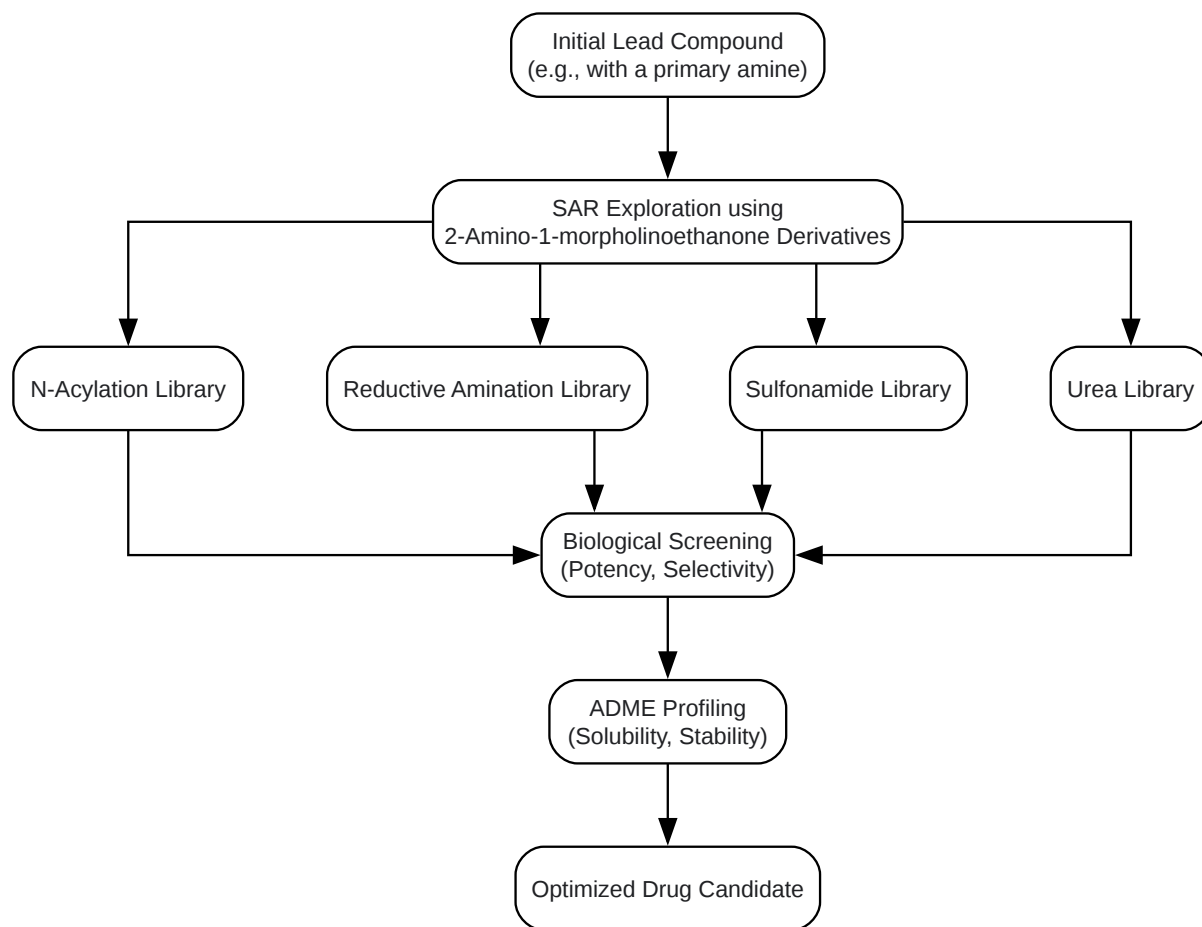 Initial Lead Compound
(e.g., with a primary amine)
SAR Exploration using
2-Amino-1-morpholinoethanone Derivatives
N-Acylation Library
Reductive Amination Library
Sulfonamide Library
Urea Library
Biological Screening
(Potency, Selectivity)
ADME Profiling
(Solubility, Stability)
Optimized Drug Candidate